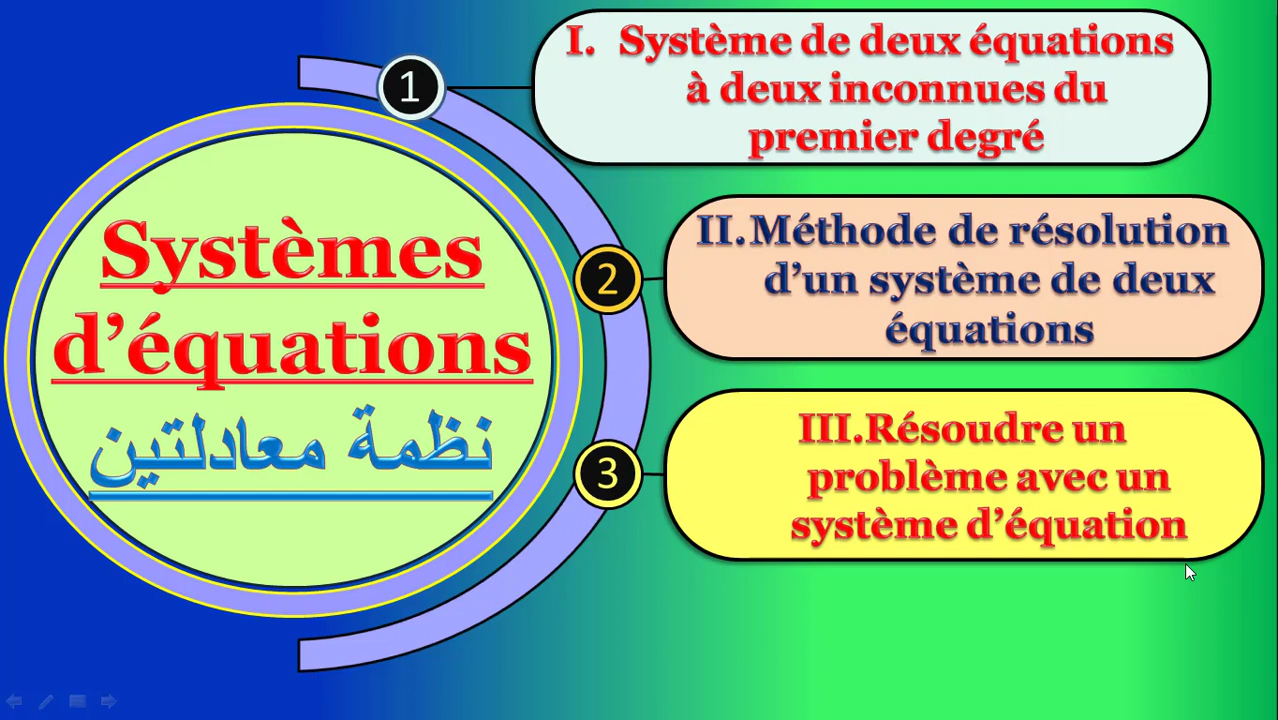 Systèmes
d’équations
نظمة معادلتين
1
I. Système de deux équations
à deux inconnues du
premier degré
2
II.Méthode de résolution
d’un système de deux
équations
3
III.Résoudre un
problème avec un
système d’équation